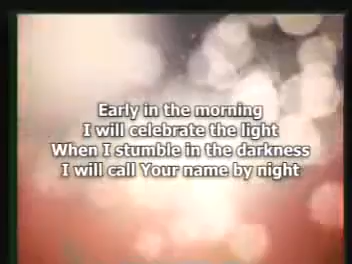 Early in the morning
I will celebrate the light
When I stumble in the darkness
I will call Your name by night